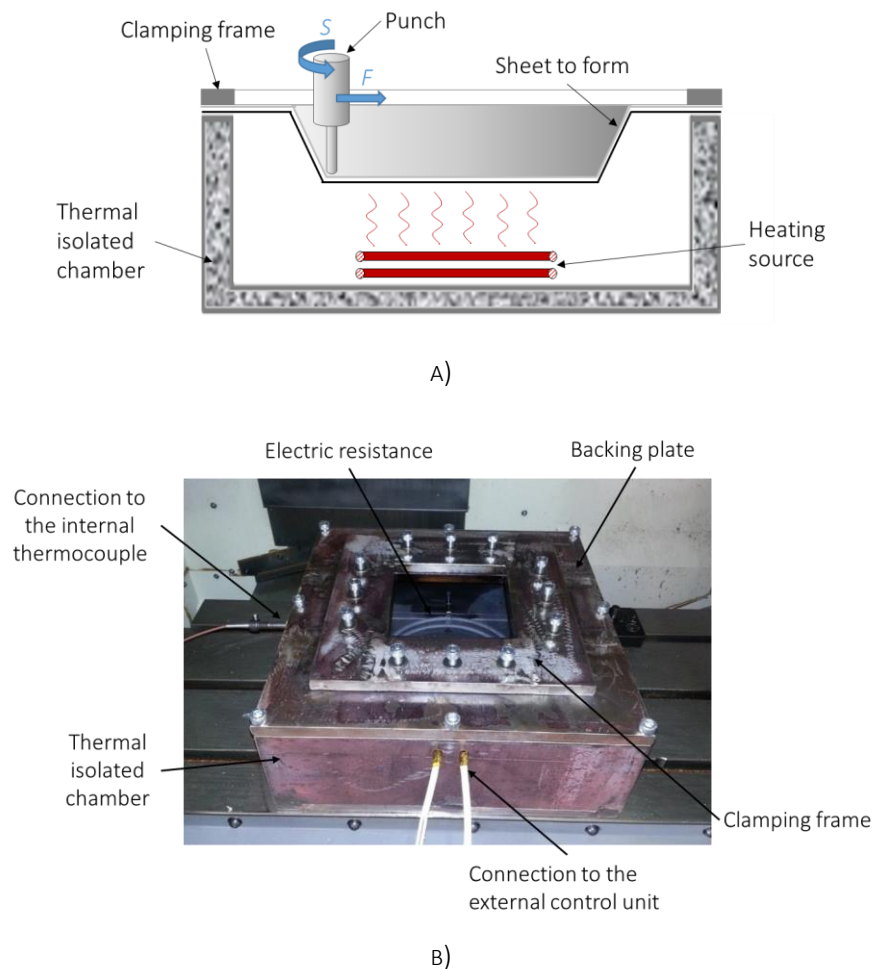 Clamping frame
S
Punch
F
Sheet to form
Thermal
isolated
chamber
Heating
source
A)
Electric resistance
Backing plate
Connection to
the internal
thermocouple
Thermal
isolated
chamber
Clamping frame
Connection to the
external control unit
B)